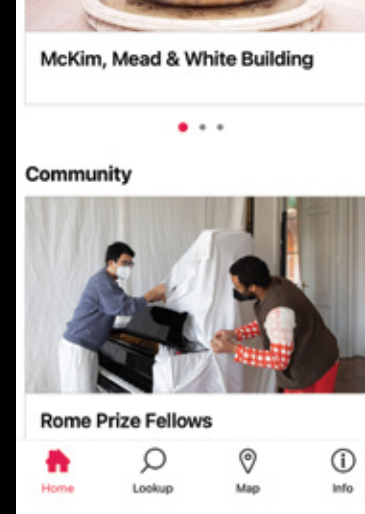 McKim, Mead & White Building
Community
Rome Prize Fellows
Home Lookup Map Info